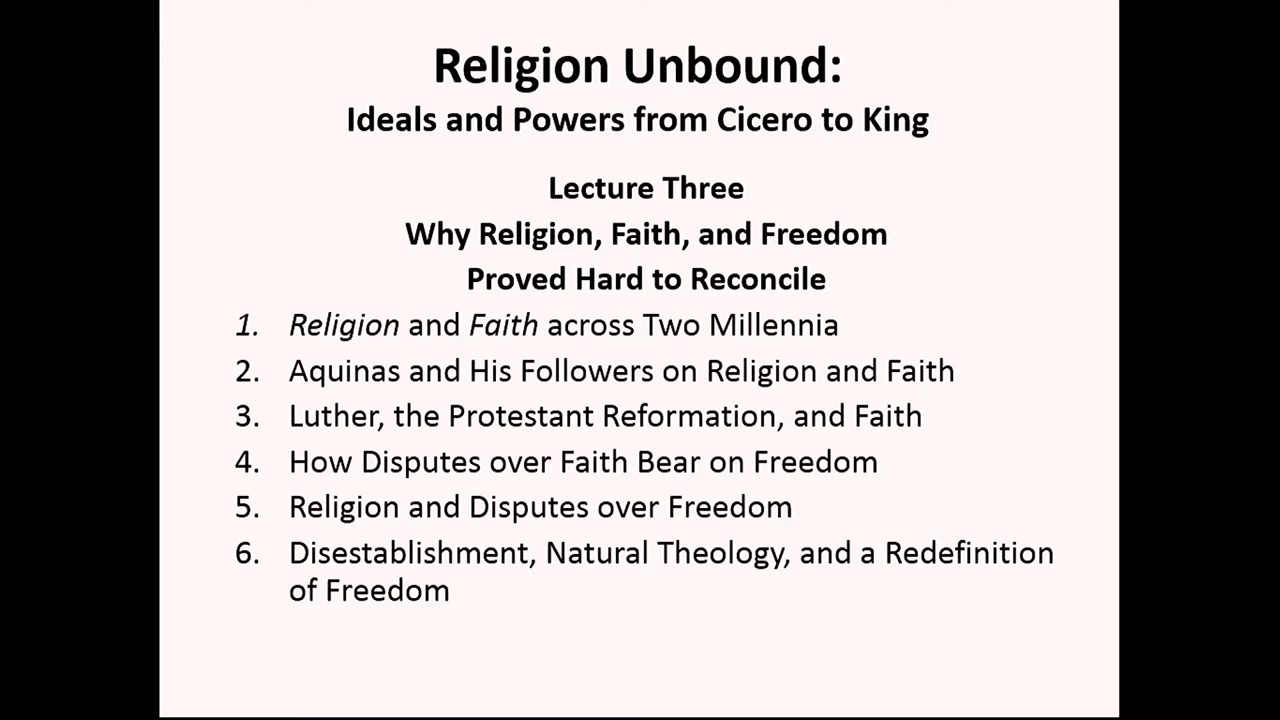 Religion Unbound:
Ideals and Powers from Cicero to King
Lecture Three
Why Religion, Faith, and Freedom
Proved Hard to Reconcile
1. Religion and Faith across Two Millennia
2. Aquinas and His Followers on Religion and Faith
3. Luther, the Protestant Reformation, and Faith
4. How Disputes over Faith Bear on Freedom
5. Religion and Disputes over Freedom
6. Disestablishment, Natural Theology, and a Redefinition
of Freedom